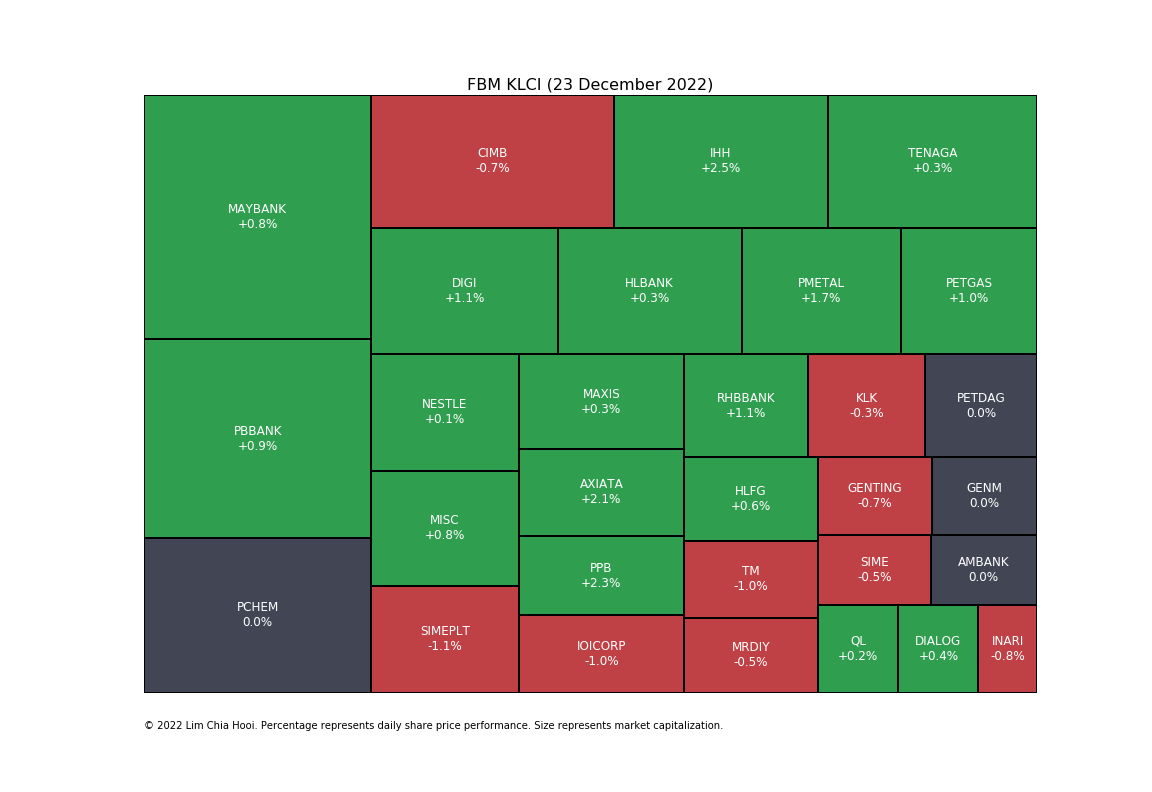 FBM KLCI (23 December 2022)
MAYBANK
+0.8%
CIMB
-0.7%
IHH
+2.5%
TENAGA
+0.3%
DIGI
+1.1%
HLBANK
+0.3%
PMETAL
+1.7%
PETGAS
+1.0%
PBBANK
+0.9%
NESTLE
+0.1%
MAXIS
+0.3%
RHBBANK
+1.1%
KLK
-0.3%
PETDAG
0.0%
MISC
+0.8%
AXIATA
+2.1%
HLFG
+0.6%
GENTING
-0.7%
GENM
0.0%
PCHEM
0.0%
PPB
+2.3%
TM
-1.0%
SIME
-0.5%
AMBANK
0.0%
SIMEPLT
-1.1%
IOICORP
-1.0%
MRDIY
-0.5%
QL
+0.2%
DIALOG
+0.4%
INARI
-0.8%
© 2022 Lim Chia Hooi. Percentage represents daily share price performance. Size represents market capitalization.